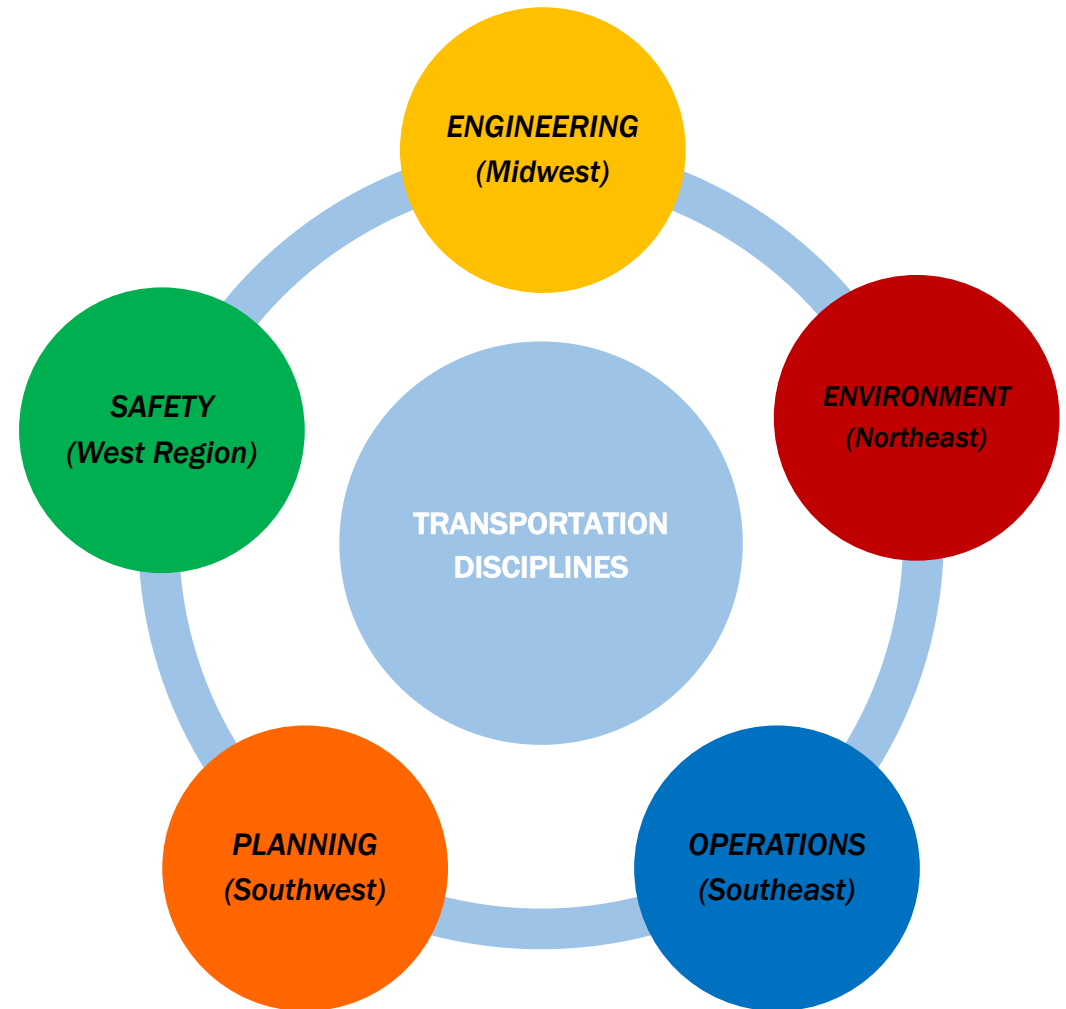 ENGINEERING
(Midwest)
ENVIRONMENT
(Northeast)
SAFETY
(West Region)
TRANSPORTATION
DISCIPLINES
PLANNING
(Southwest)
OPERATIONS
(Southeast)